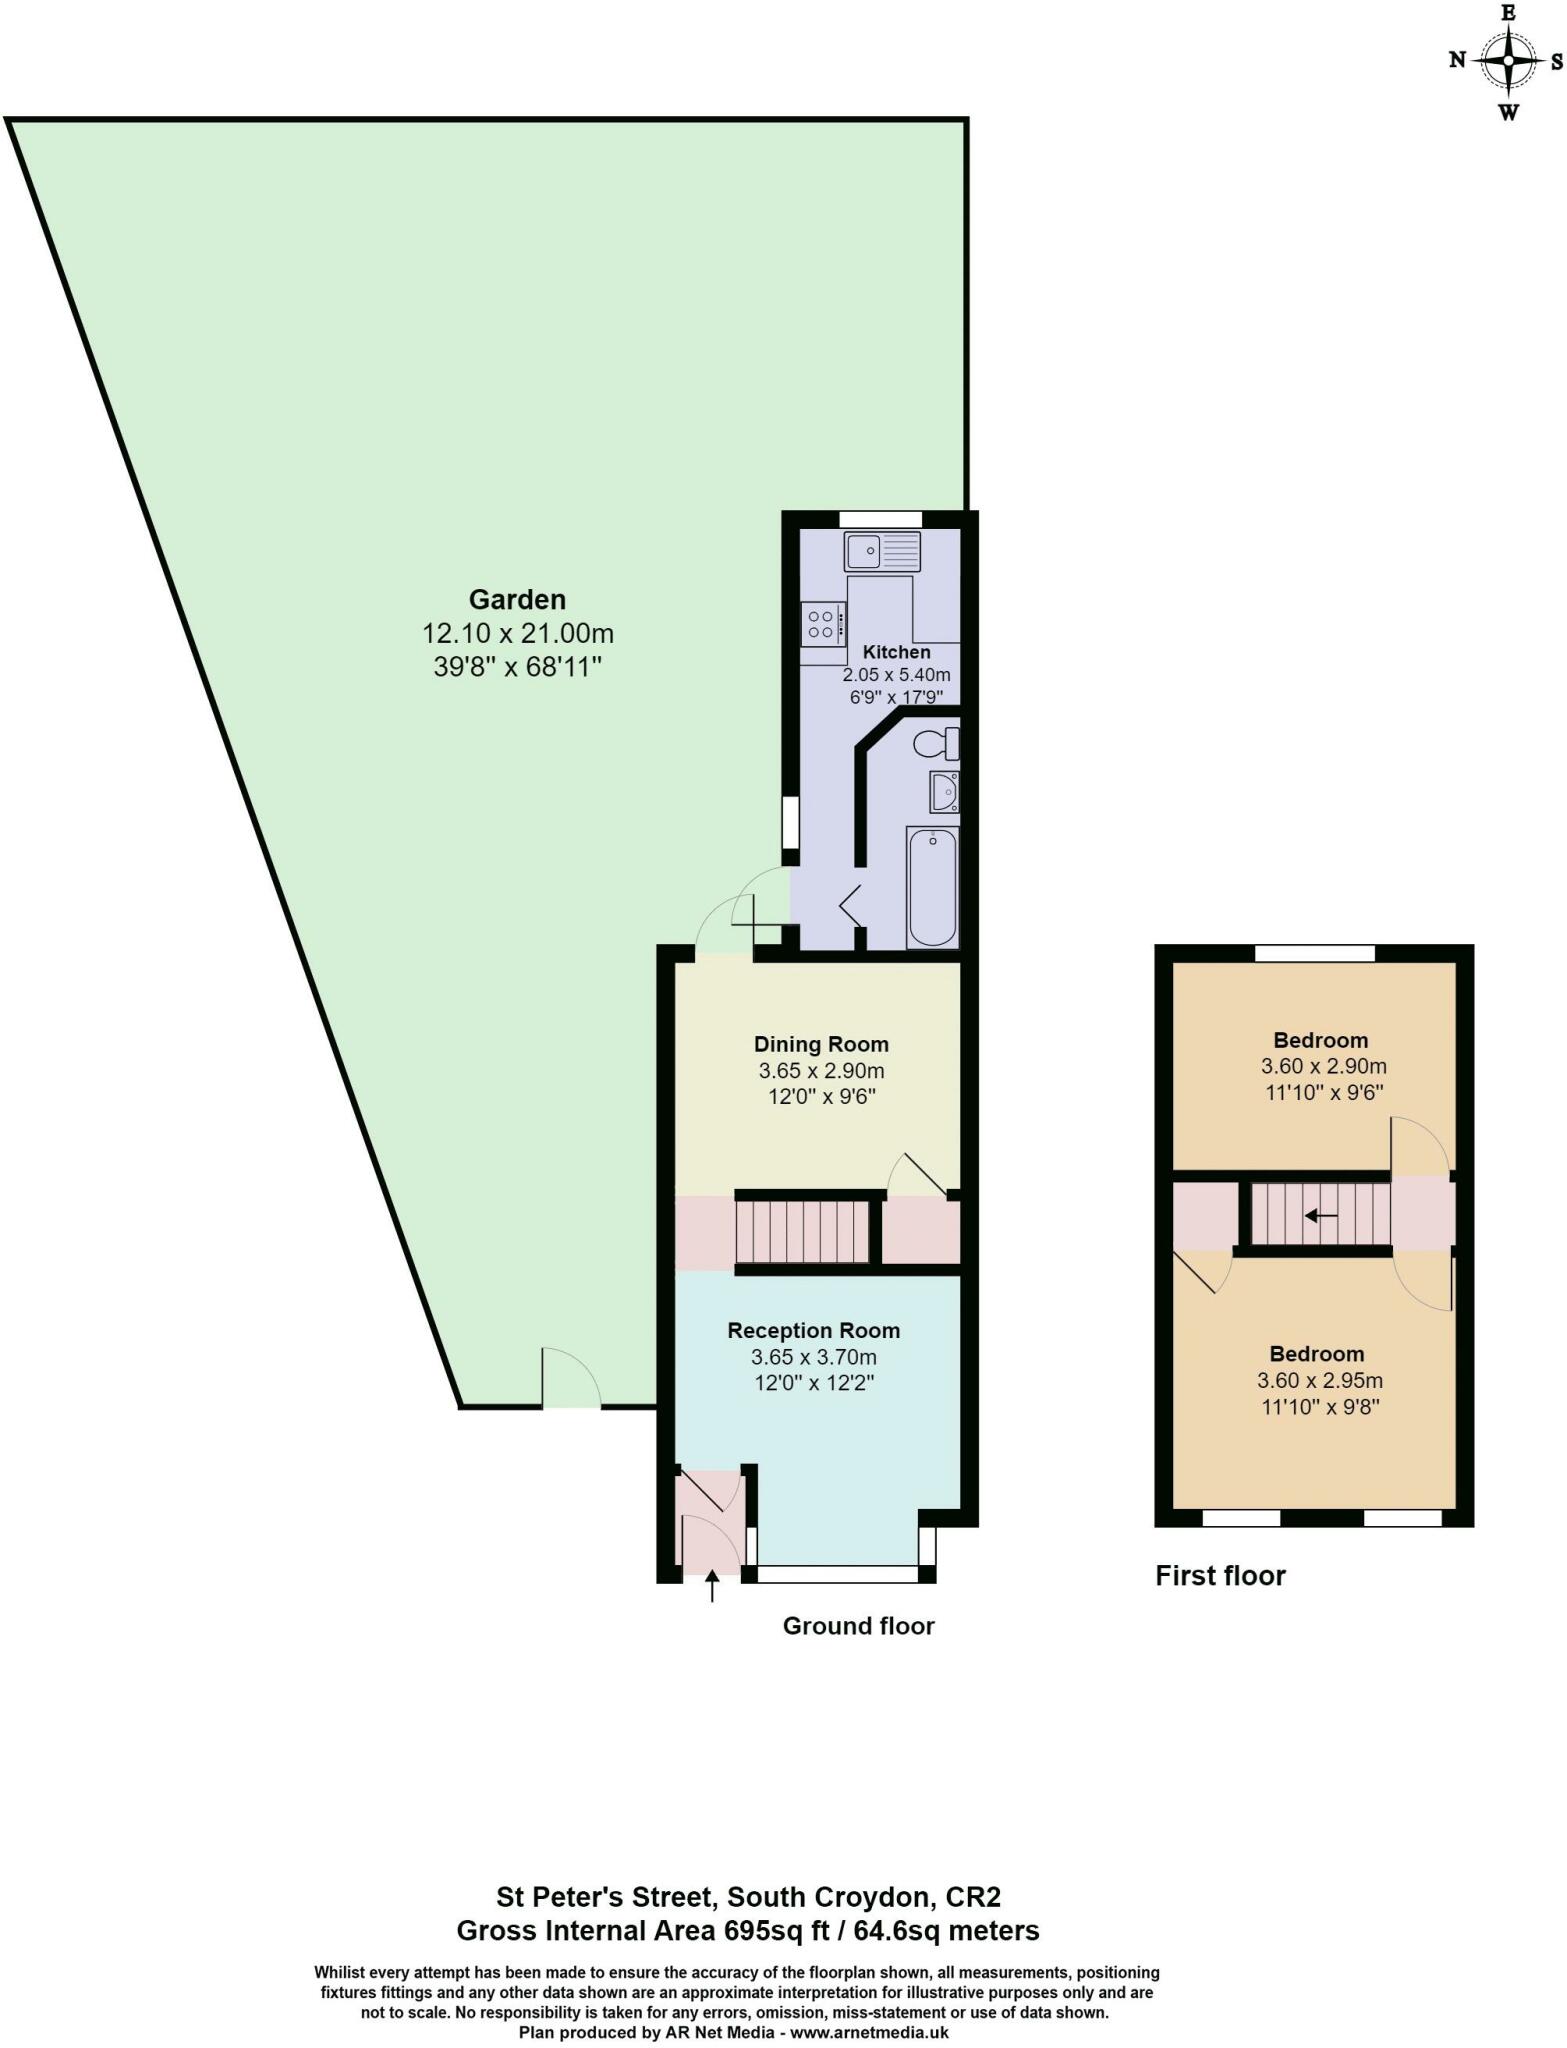 E
N S
W
Garden
12.10 x 21.00m
39'8" x 68'11"
Kitchen
2.05 x 5.40m
6'9" x 17'9"
Dining Room
3.65 x 2.90m
12'0" x 9'6"
Reception Room
3.65 x 3.70m
12'0" x 12'2"
Ground floor
Bedroom
3.60 x 2.90m
11'10" x 9'6"
Bedroom
3.60 x 2.95m
11'10" x 9'8"
First floor
St Peter's Street, South Croydon, CR2
Gross Internal Area 695sq ft / 64.6sq meters
Whilist every attempt has been made to ensure the accuracy of the floorplan shown, all measurements, positioning
fixtures fittings and any other data shown are an approximate interpretation for illustrative purposes only and are
not to scale. No responsibility is taken for any errors, omission, miss-statement or use of data shown.
Plan produced by AR Net Media - www.arnetmedia.uk